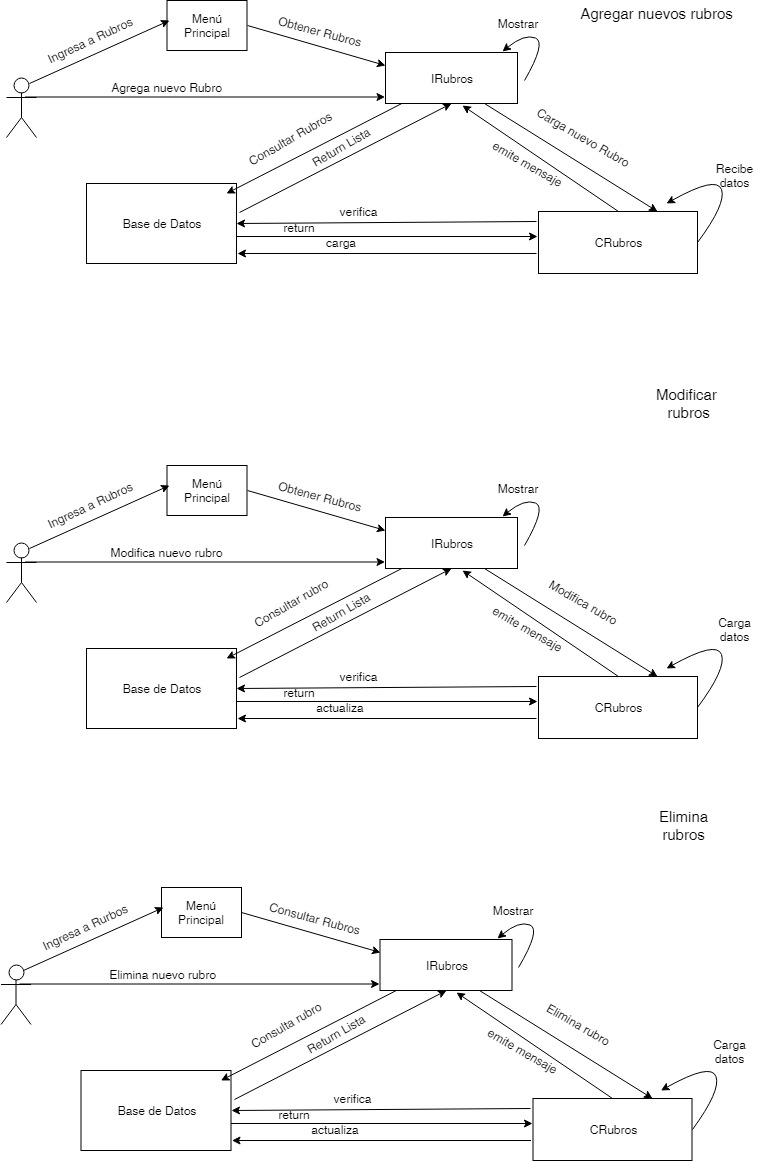 Agregar nuevos rubros
Menú
Principal
Mostrar
Ingresa a Rubros
Obtener Rubros
IRubros
Agrega nuevo Rubro
Consultar Rubros
Return Lista
Carga nuevo Rubro
emite mensaje
Recibe
datos
Base de Datos
verifica
return
carga
CRubros
Modificar
rubros
Menú
Principal
Mostrar
Ingresa a Rubros
Obtener Rubros
IRubros
Modifica nuevo rubro
Consultar rubro
Return Lista
Modifica rubro
emite mensaje
Carga
datos
Base de Datos
verifica
return
actualiza
CRubros
Elimina
rubros
Menú
Principal
Mostrar
Ingresa a Rurbos
Consultar Rubros
IRubros
Elimina nuevo rubro
Consulta rubro
Return Lista
Elimina rubro
emite mensaje
Carga
datos
Base de Datos
verifica
return
actualiza
CRubros